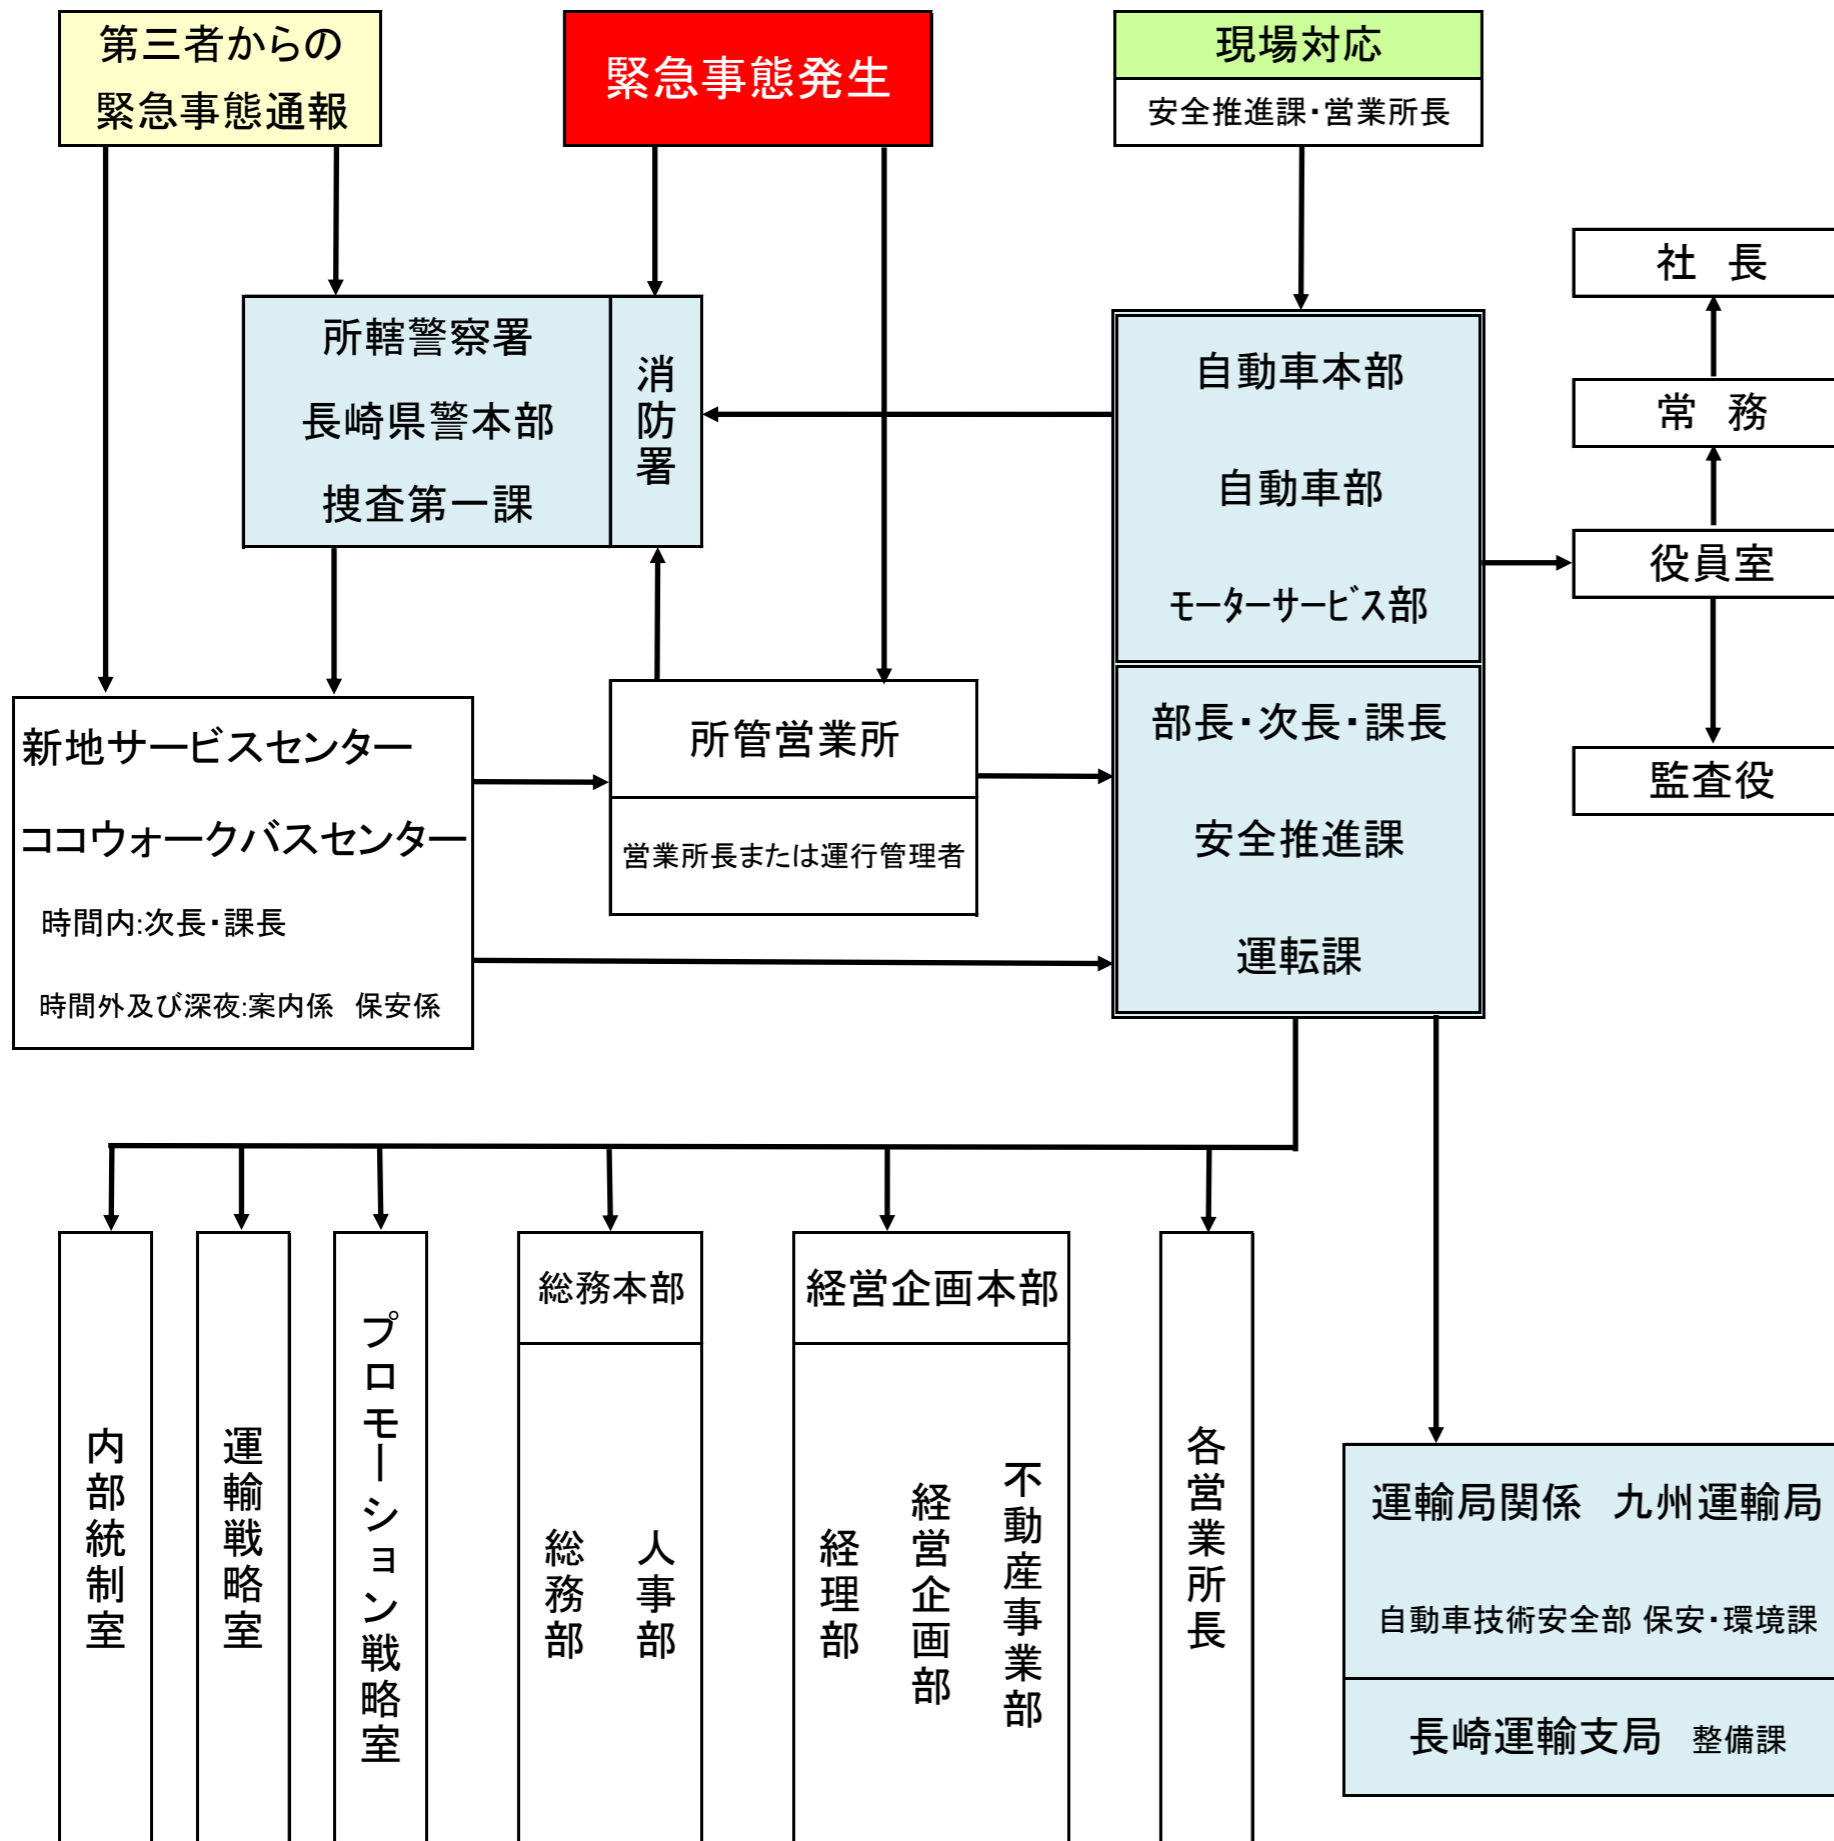 第三者からの
緊急事態通報
緊急事態発生
現場対応
安全推進課・営業所長
社　長
常　務
役員室
監査役
所轄警察署
長崎県警本部
捜査第一課
消防署
自動車本部
自動車部
ﾓｰﾀｰｻｰﾋﾞｽ部
部長・次長・課長
安全推進課
運転課
新地サービスセンター
ココウォークバスセンター
時間内:次長・課長
時間外及び深夜:案内係　保安係
所管営業所
営業所長または運行管理者
内部統制室
運輸戦略室
プロモーション戦略室
総務本部
総務部
人事部
経営企画本部
経理部
経営企画部
不動産事業部
各営業所長
運輸局関係　九州運輸局
自動車技術安全部 保安・環境課
長崎運輸支局　整備課